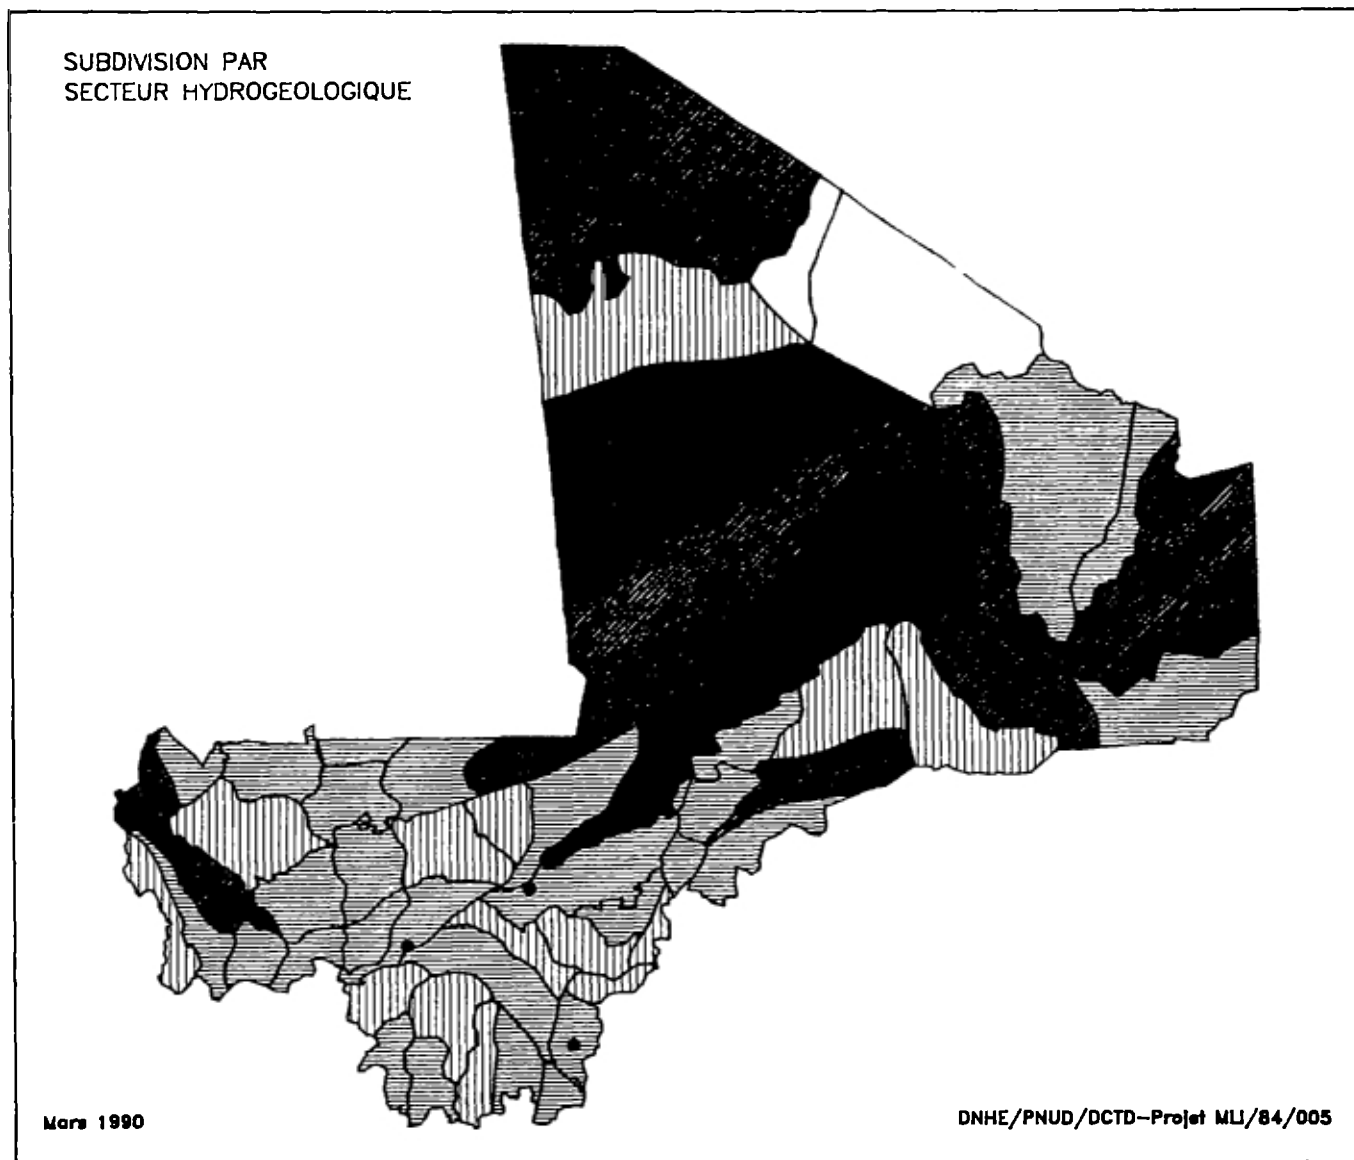 SUBDIVISION PAR
SECTEUR HYDROGEOLOGIQUE
Mars 1990
DNHE/PNUD/DCTD-Projet MLI/84/005